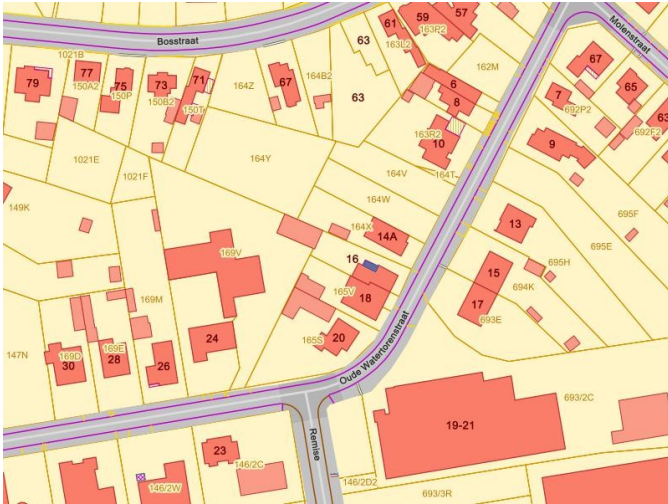 Bosstraat
Molenstraat
61
59
57
163P2
163L2
63
63
162M
6
8
10
163R2
164T
164V
164W
164X
14A
1021B
79
77
150A2
75
150P
73
150B2
71
150T
164Z
67
164B2
67
65
7
692P2
63
692F2
9
1021E
1021F
164Y
149K
695F
695E
13
695H
15
694K
17
693E
169V
169M
16
165V
18
20
165S
147N
169D
30
169E
28
26
24
Oude Watertorenstraat
Remise
19-21
693/2C
23
146/2C
146/2W
146/2D2
693/3R